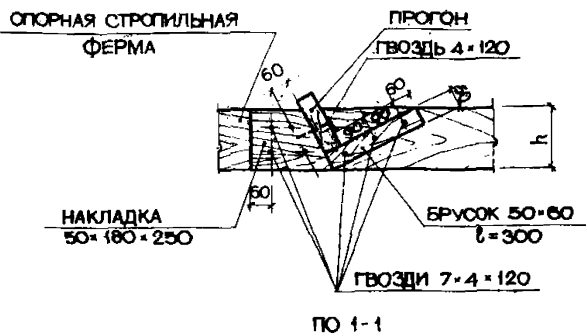 ОПОРНАЯ СТРОПИЛЬНАЯ
ФЕРМА
ПРОГОН
ГВОЗДЬ 4×120
60
60
h
60
НАКЛАДКА
50×180×250
БРУСОК 50×60
ℓ=300
ГВОЗДИ 7×4×120
ПО 1-1